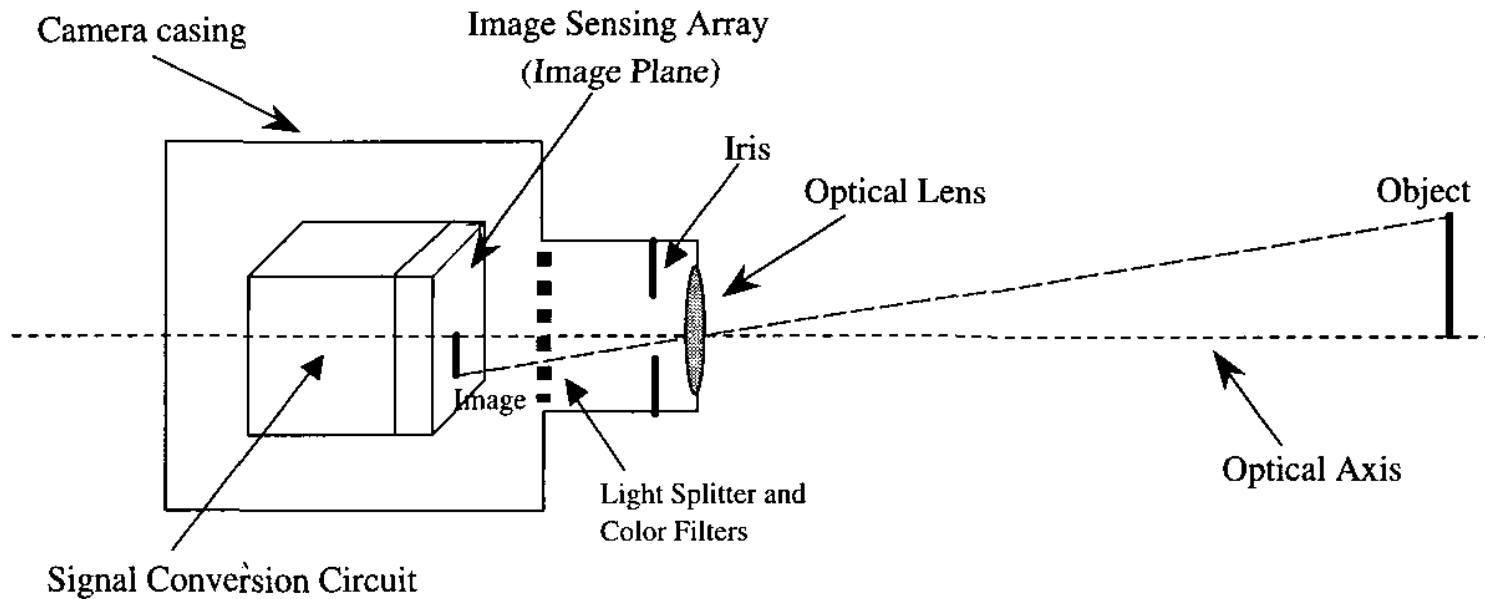 Camera casing
Image Sensing Array
(Image Plane)
Iris
Optical Lens
Object
Image
Optical Axis
Light Splitter and
Color Filters
Signal Conversion Circuit